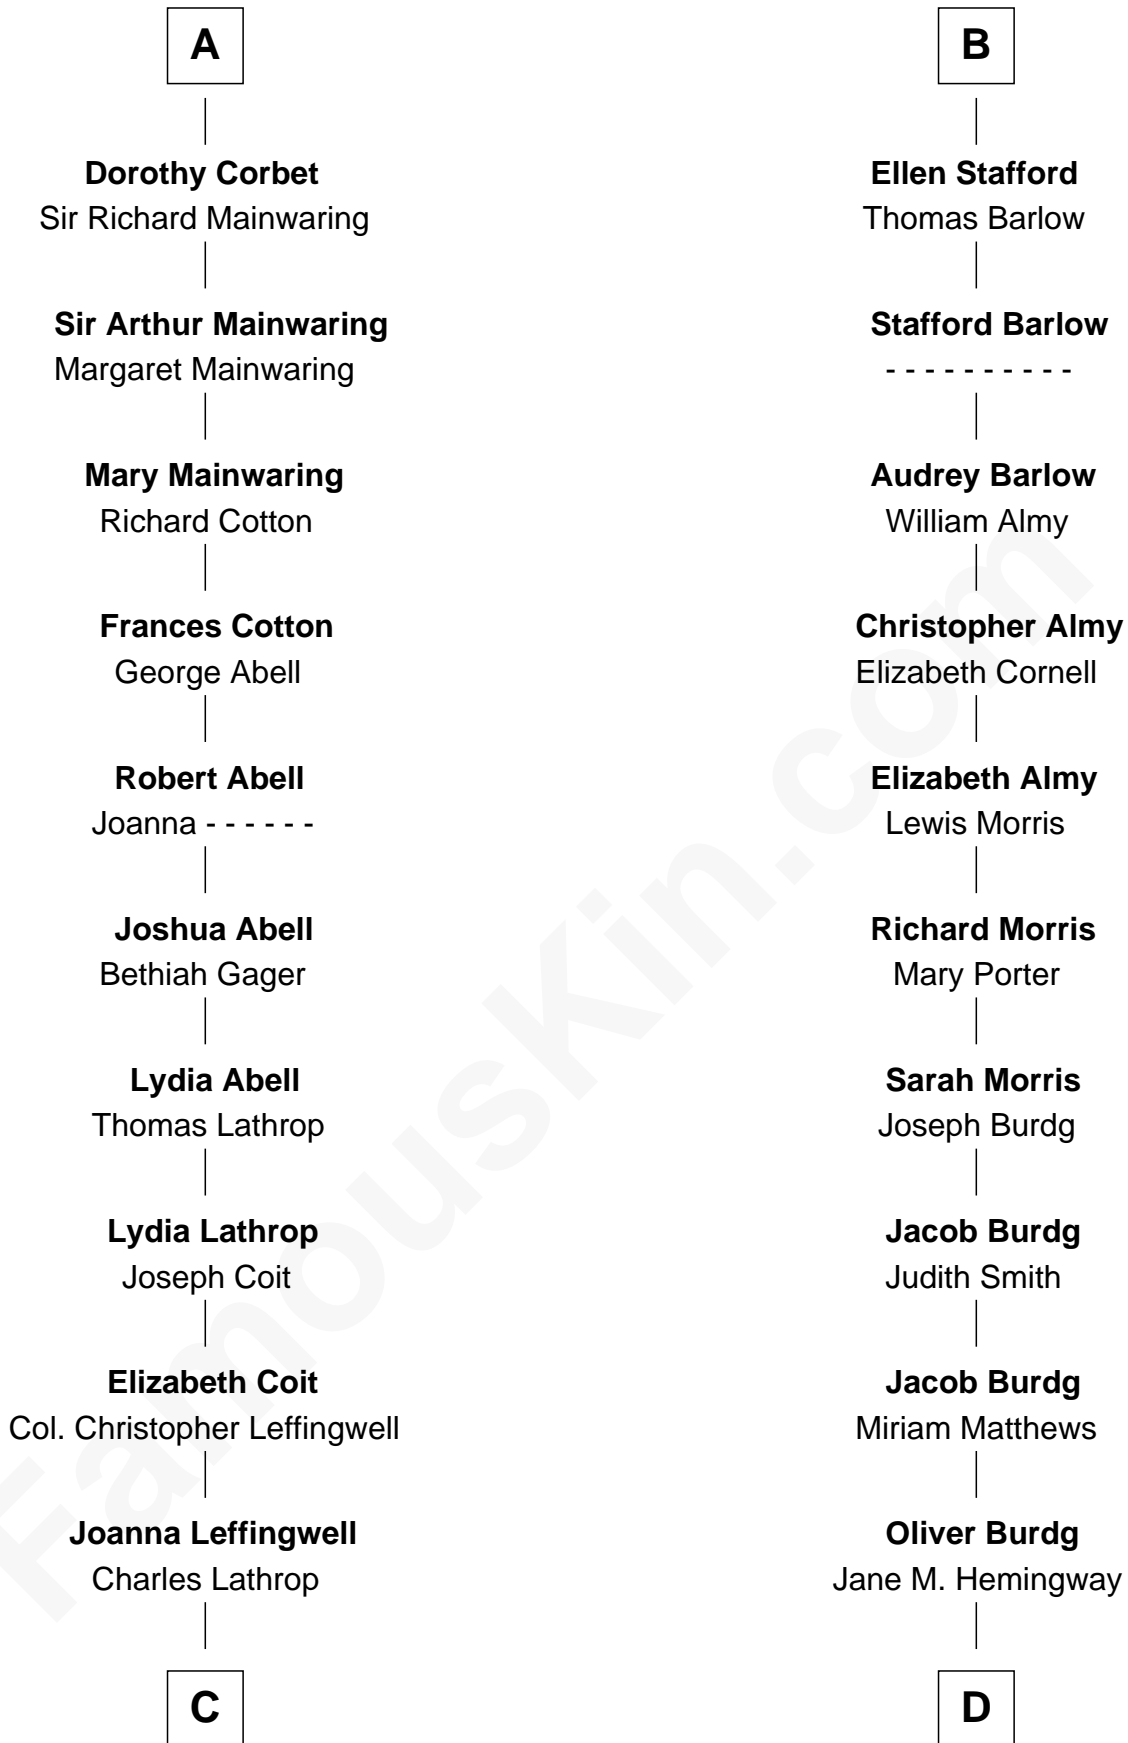 A
Dorothy Corbet
Sir Richard Mainwaring
Sir Arthur Mainwaring
Margaret Mainwaring
Mary Mainwaring
Richard Cotton
Frances Cotton
George Abell
Robert Abell
Joanna - - - - - -
Joshua Abell
Bethiah Gager
Lydia Abell
Thomas Lathrop
Lydia Lathrop
Joseph Coit
Elizabeth Coit
Col. Christopher Leffingwell
Joanna Leffingwell
Charles Lathrop
C
B
Ellen Stafford
Thomas Barlow
Stafford Barlow
- - - - - - - - - -
Audrey Barlow
William Almy
Christopher Almy
Elizabeth Cornell
Elizabeth Almy
Lewis Morris
Richard Morris
Mary Porter
Sarah Morris
Joseph Burdg
Jacob Burdg
Judith Smith
Jacob Burdg
Miriam Matthews
Oliver Burdg
Jane M. Hemingway
D
FamousKin.com